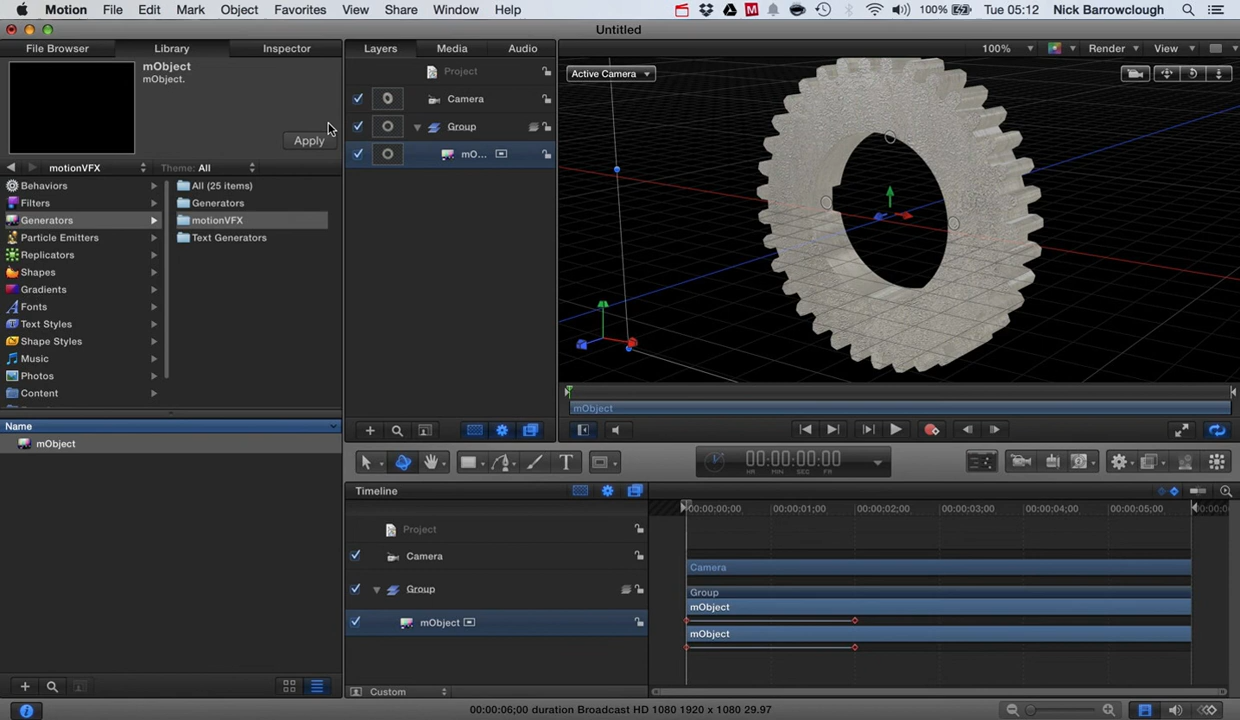 Motion File Edit Mark Object Favorites View Share Window Help 100% Tue 05:12 Nick Barrowclough
Untitled
File Browser Library Inspector
mObject
mObject.
Apply
motionVFX Theme: All
Behaviors
Filters
Generators
Particle Emitters
Replicators
Shapes
Gradients
Fonts
Text Styles
Shape Styles
Music
Photos
Content
All (25 items)
Generators
motionVFX
Text Generators
Name
mObject
Layers Media Audio
Project
Camera
Group
mO...
100% Render View
Active Camera
mObject
00:00:00:00
HR MIN SEC FR
Timeline
Project
Camera
Group
mObject
Custom
00:00:00;00 00:00:01;00 00:00:02;00 00:00:03;00 00:00:04;00 00:00:05;00
Camera
Group
mObject
mObject
00:00:06;00 duration Broadcast HD 1080 1920 x 1080 29.97